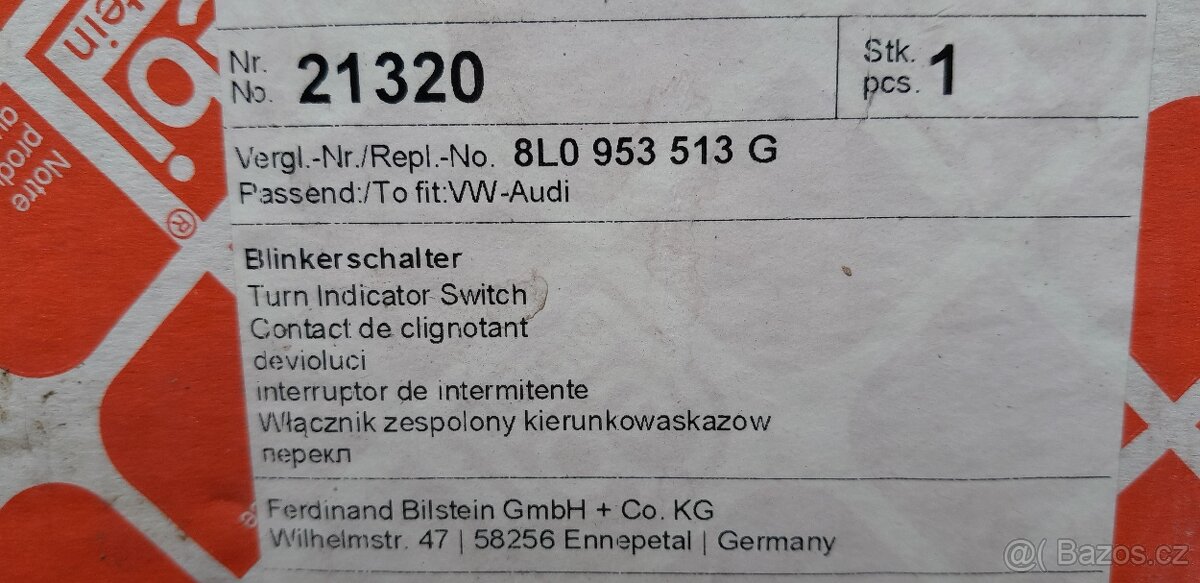 Nr. No. 21320 Stk. pcs. 1
Vergl.-Nr./Repl.-No. 8L0 953 513 G
Passend:/To fit:VW-Audi
Blinkerschalter
Turn Indicator Switch
Contact de clignotant
devioluci
interruptor de intermitente
Włącznik zespolony kierunkowaskazow
перекл
Ferdinand Bilstein GmbH + Co. KG
Wilhelmstr. 47 | 58256 Ennepetal | Germany
®
Notre
@( Bazos.cz